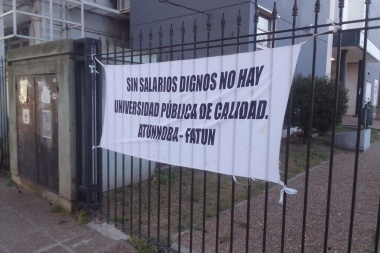 SIN SALARIOS DIGNOS NO HAY
UNIVERSIDAD PÚBLICA DE CALIDAD.
ATUNNOBA - FATUN